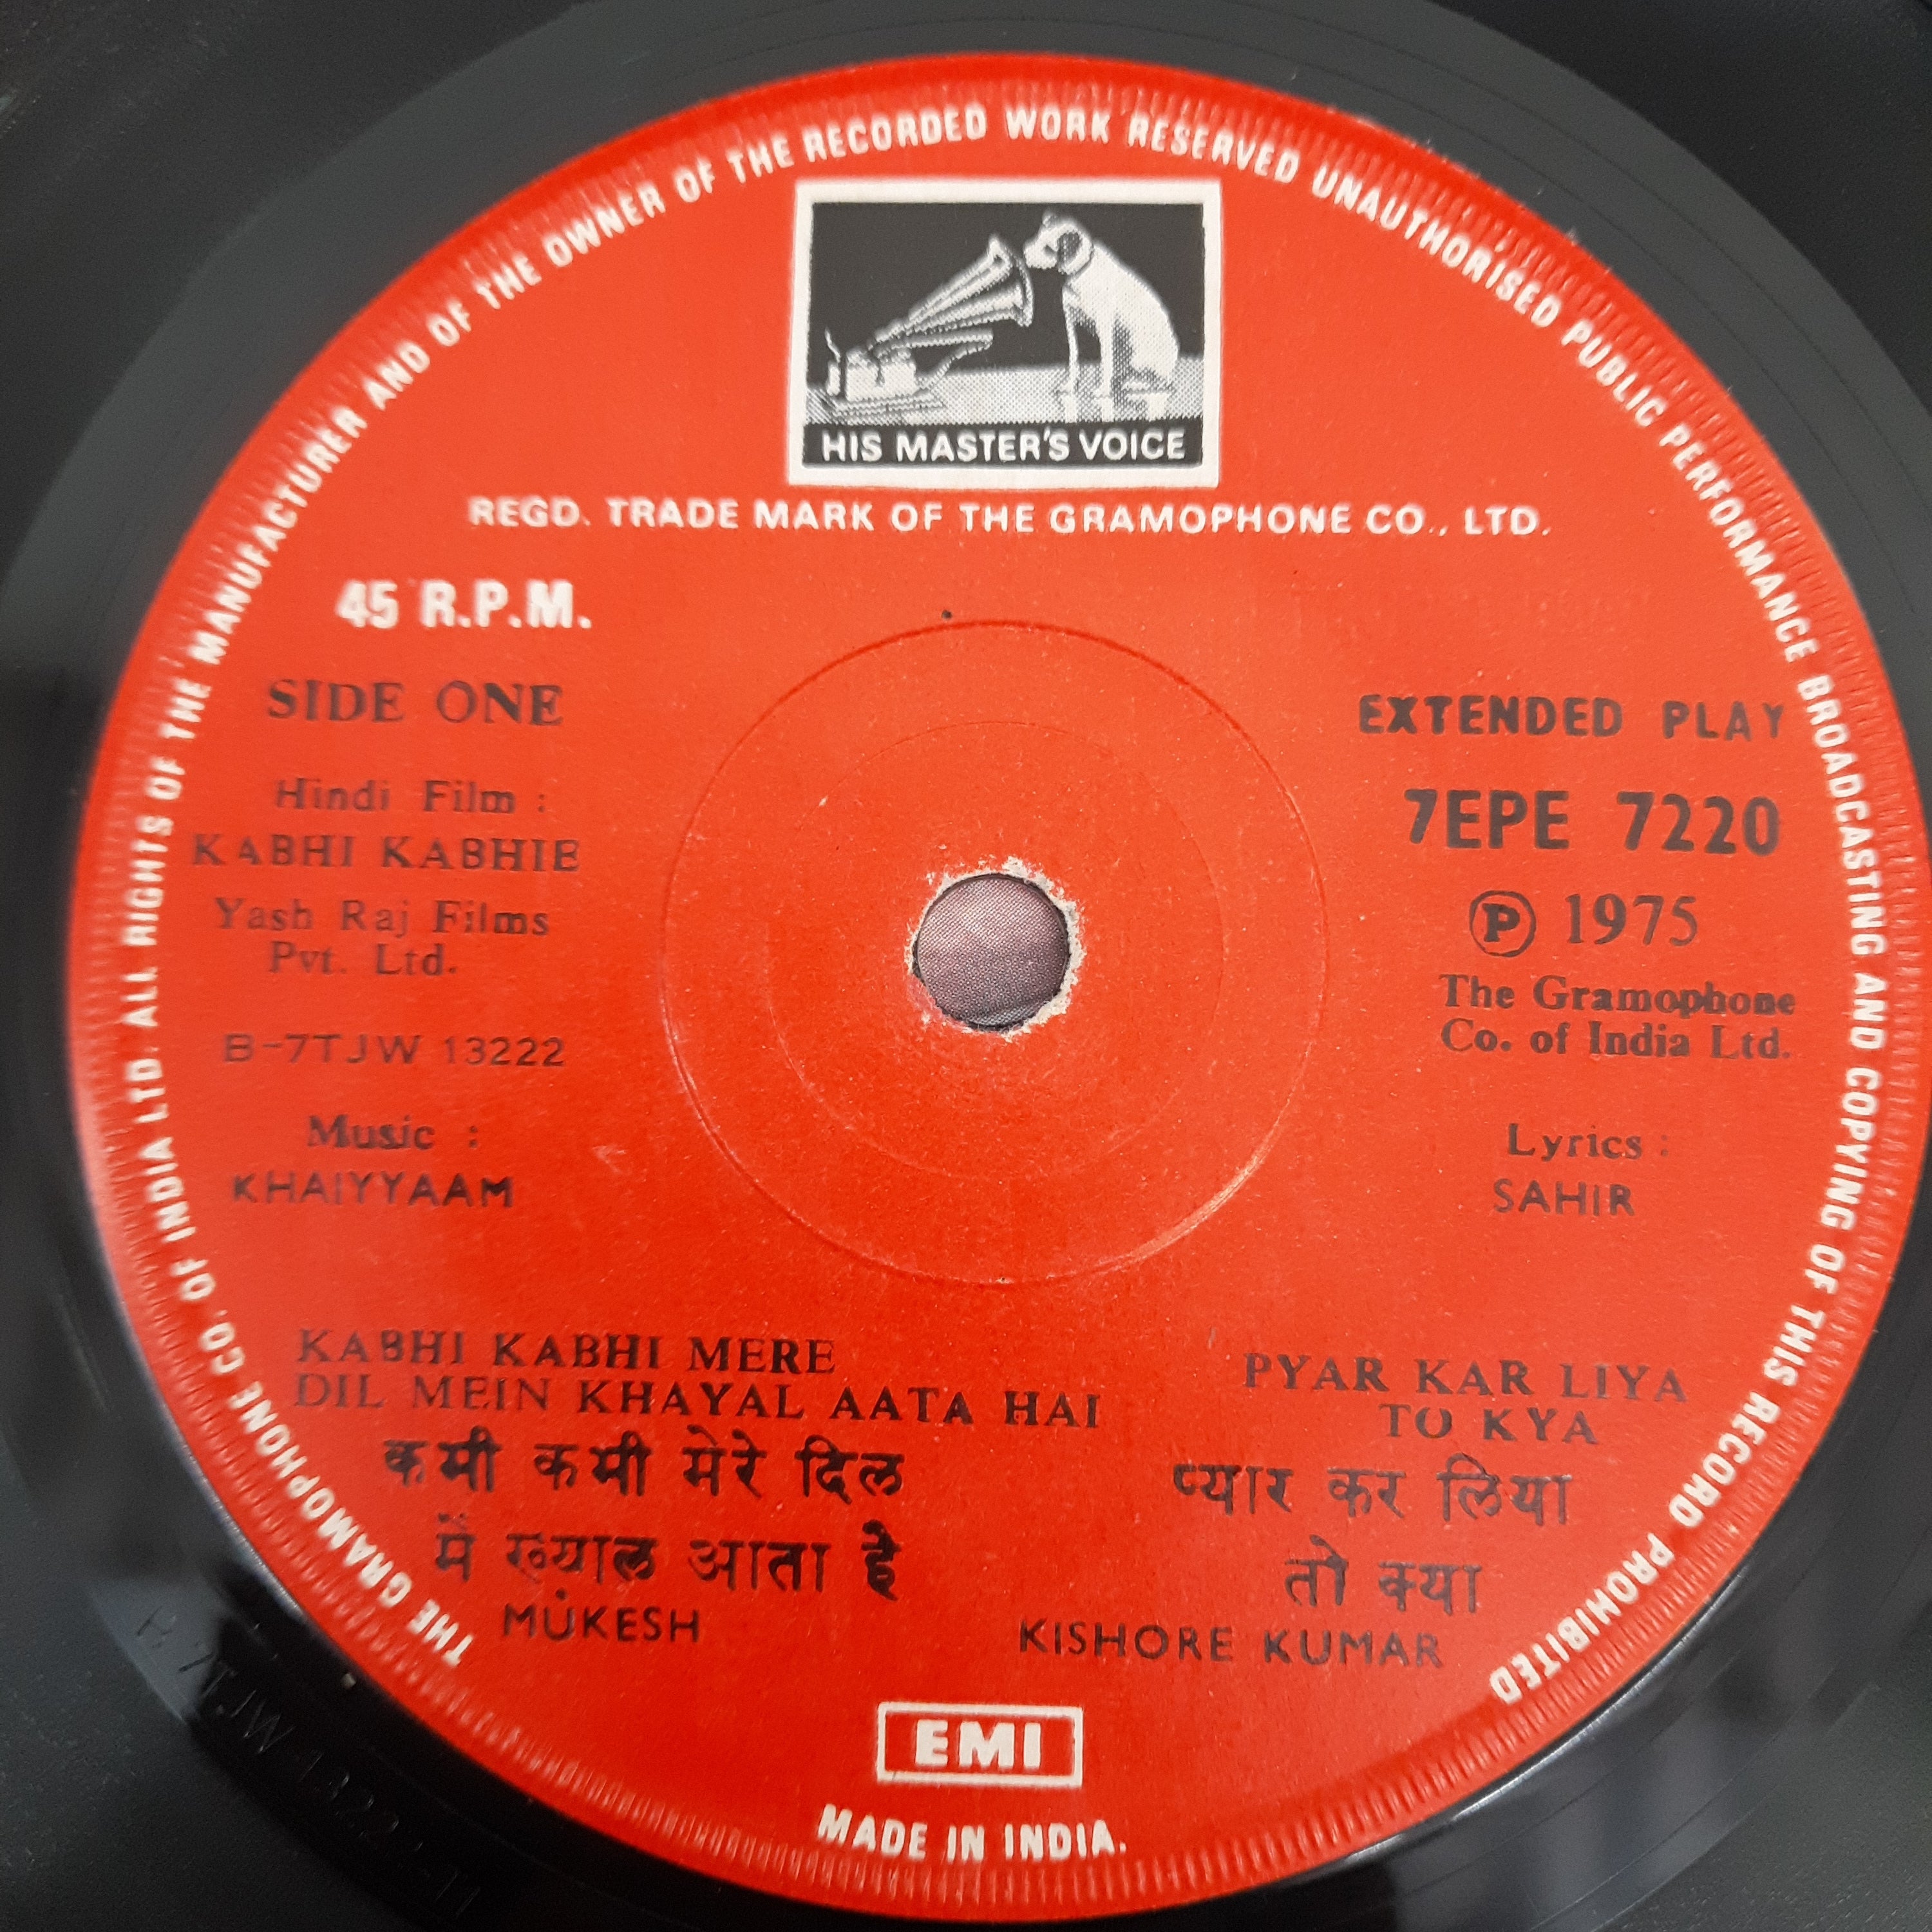 THE GRAMOPHONE CO. OF INDIA LTD. ALL RIGHTS OF THE MANUFACTURER AND OF THE OWNER OF THE RECORDED WORK RESERVED UNAUTHORISED PUBLIC PERFORMANCE BROADCASTING AND COPYING OF THIS RECORD PROHIBITED
HIS MASTER'S VOICE
REGD. TRADE MARK OF THE GRAMOPHONE CO., LTD.
45 R.P.M.
SIDE ONE
Hindi Film :
KABHI KABHIE
Yash Raj Films
Pvt. Ltd.
B-7TJW 13222
Music :
KHAIYYAAM
EXTENDED PLAY
7EPE 7220
Ⓟ 1975
The Gramophone
Co. of India Ltd.
Lyrics :
SAHIR
KABHI KABHI MERE
DIL MEIN KHAYAL AATA HAI
कभी कभी मेरे दिल
में ख्याल आता है
MUKESH
PYAR KAR LIYA
TO KYA
प्यार कर लिया
तो क्या
KISHORE KUMAR
EMI
MADE IN INDIA.